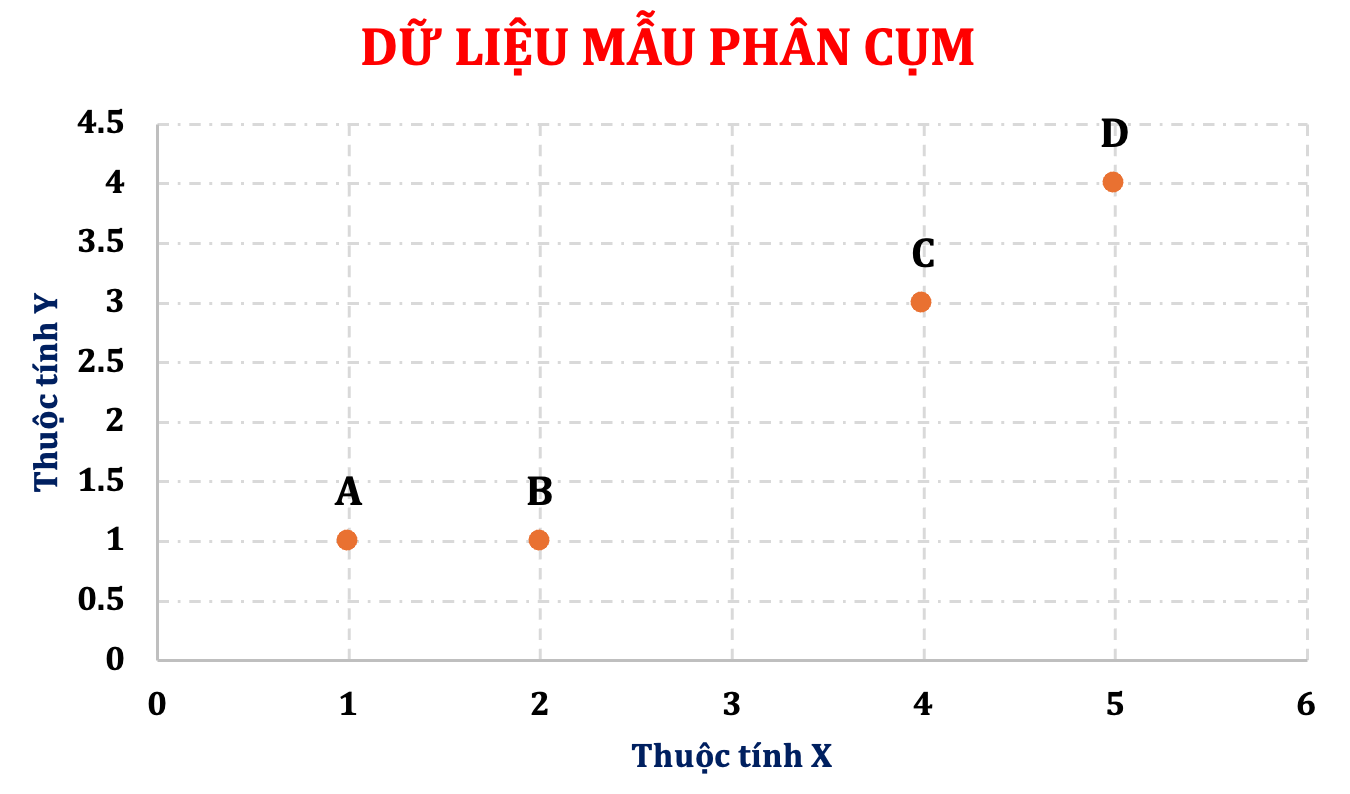 DỮ LIỆU MẪU PHÂN CỤM
4.5
4
3.5
3
2.5
2
1.5
1
0.5
0
Thuộc tính Y
D
C
A B
0 1 2 3 4 5 6
Thuộc tính X